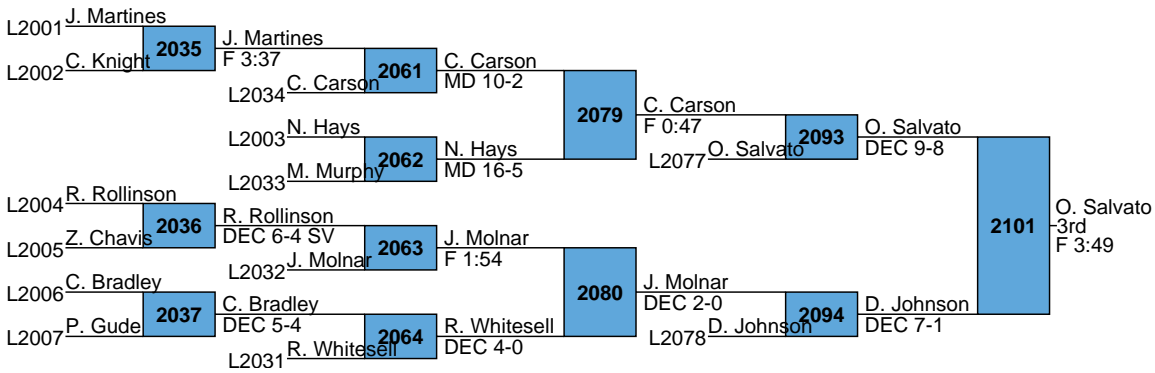 L2001 J. Martines
2035
L2002 C. Knight
J. Martines
F 3:37
2061
L2034 C. Carson
C. Carson
MD 10-2
L2003 N. Hays
2062
L2033 M. Murphy
N. Hays
MD 16-5
2079
C. Carson
F 0:47
L2077 O. Salvato
2093
O. Salvato
DEC 9-8
L2004 R. Rollinson
2036
L2005 Z. Chavis
R. Rollinson
DEC 6-4 SV
2063
L2032 J. Molnar
J. Molnar
F 1:54
L2006 C. Bradley
2037
L2007 P. Gude
C. Bradley
DEC 5-4
2064
L2031 R. Whitesell
R. Whitesell
DEC 4-0
2080
J. Molnar
DEC 2-0
L2078 D. Johnson
2094
D. Johnson
DEC 7-1
2101
O. Salvato
3rd
F 3:49